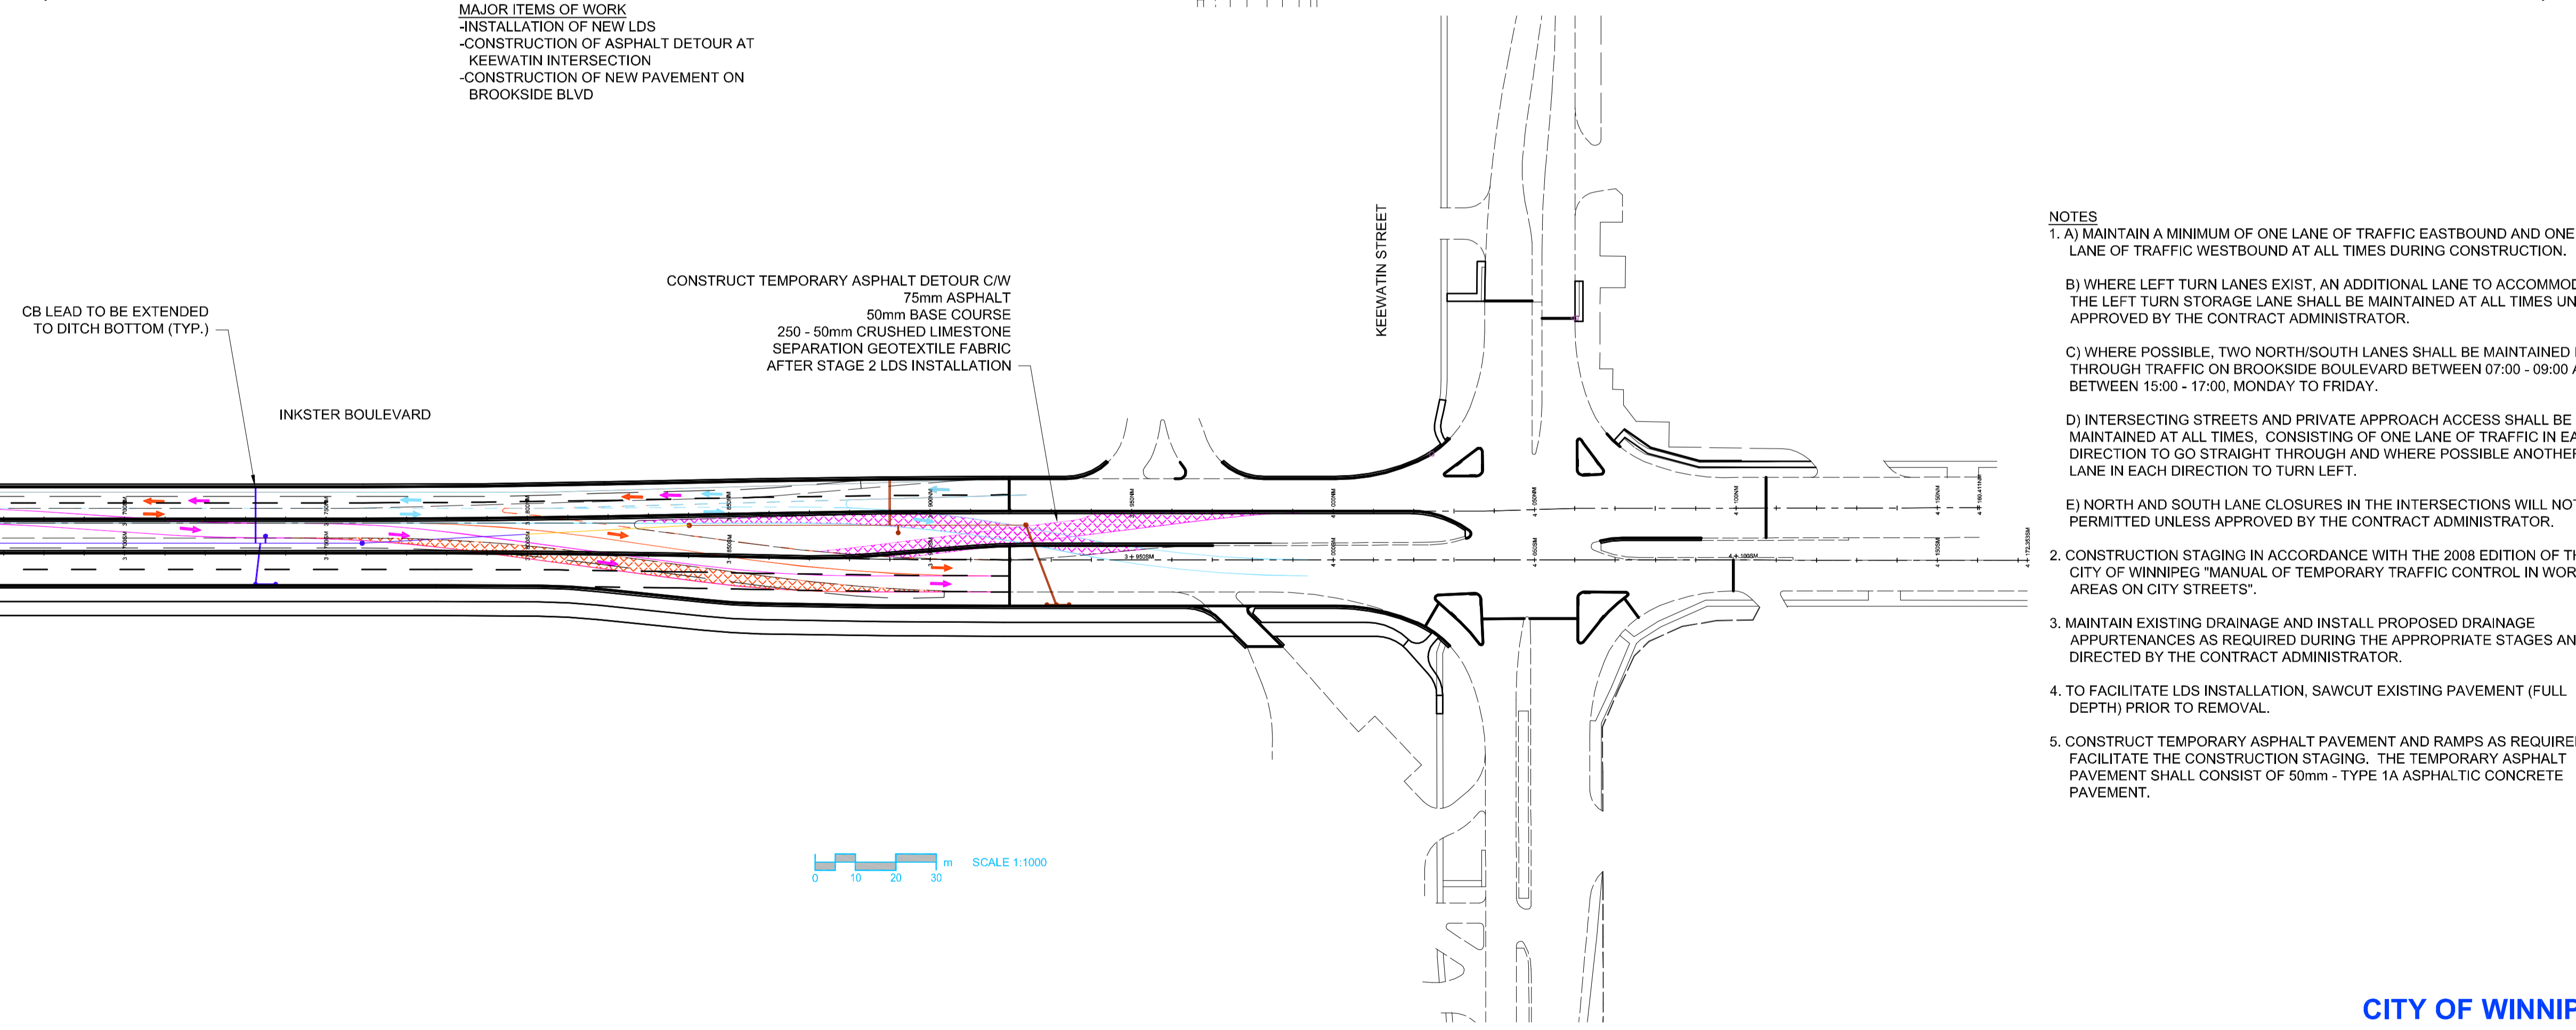 MAJOR ITEMS OF WORK
-INSTALLATION OF NEW LDS
-CONSTRUCTION OF ASPHALT DETOUR AT
KEEWATIN INTERSECTION
-CONSTRUCTION OF NEW PAVEMENT ON
BROOKSIDE BLVD
CB LEAD TO BE EXTENDED
TO DITCH BOTTOM (TYP.)
INKSTER BOULEVARD
CONSTRUCT TEMPORARY ASPHALT DETOUR C/W
75mm ASPHALT
50mm BASE COURSE
250 - 50mm CRUSHED LIMESTONE
SEPARATION GEOTEXTILE FABRIC
AFTER STAGE 2 LDS INSTALLATION
KEEWATIN STREET
3 + 950SM
4 + 100SM
0 10 20 30 m SCALE 1:1000
NOTES
1. A) MAINTAIN A MINIMUM OF ONE LANE OF TRAFFIC EASTBOUND AND ONE
LANE OF TRAFFIC WESTBOUND AT ALL TIMES DURING CONSTRUCTION.
B) WHERE LEFT TURN LANES EXIST, AN ADDITIONAL LANE TO ACCOMMOD
THE LEFT TURN STORAGE LANE SHALL BE MAINTAINED AT ALL TIMES UN
APPROVED BY THE CONTRACT ADMINISTRATOR.
C) WHERE POSSIBLE, TWO NORTH/SOUTH LANES SHALL BE MAINTAINED
THROUGH TRAFFIC ON BROOKSIDE BOULEVARD BETWEEN 07:00 - 09:00 A
BETWEEN 15:00 - 17:00, MONDAY TO FRIDAY.
D) INTERSECTING STREETS AND PRIVATE APPROACH ACCESS SHALL BE
MAINTAINED AT ALL TIMES, CONSISTING OF ONE LANE OF TRAFFIC IN EA
DIRECTION TO GO STRAIGHT THROUGH AND WHERE POSSIBLE ANOTHER
LANE IN EACH DIRECTION TO TURN LEFT.
E) NORTH AND SOUTH LANE CLOSURES IN THE INTERSECTIONS WILL NO
PERMITTED UNLESS APPROVED BY THE CONTRACT ADMINISTRATOR.
2. CONSTRUCTION STAGING IN ACCORDANCE WITH THE 2008 EDITION OF TH
CITY OF WINNIPEG "MANUAL OF TEMPORARY TRAFFIC CONTROL IN WOR
AREAS ON CITY STREETS".
3. MAINTAIN EXISTING DRAINAGE AND INSTALL PROPOSED DRAINAGE
APPURTENANCES AS REQUIRED DURING THE APPROPRIATE STAGES AN
DIRECTED BY THE CONTRACT ADMINISTRATOR.
4. TO FACILITATE LDS INSTALLATION, SAWCUT EXISTING PAVEMENT (FULL
DEPTH) PRIOR TO REMOVAL.
5. CONSTRUCT TEMPORARY ASPHALT PAVEMENT AND RAMPS AS REQUIRE
FACILITATE THE CONSTRUCTION STAGING. THE TEMPORARY ASPHALT
PAVEMENT SHALL CONSIST OF 50mm - TYPE 1A ASPHALTIC CONCRETE
PAVEMENT.
CITY OF WINNIP